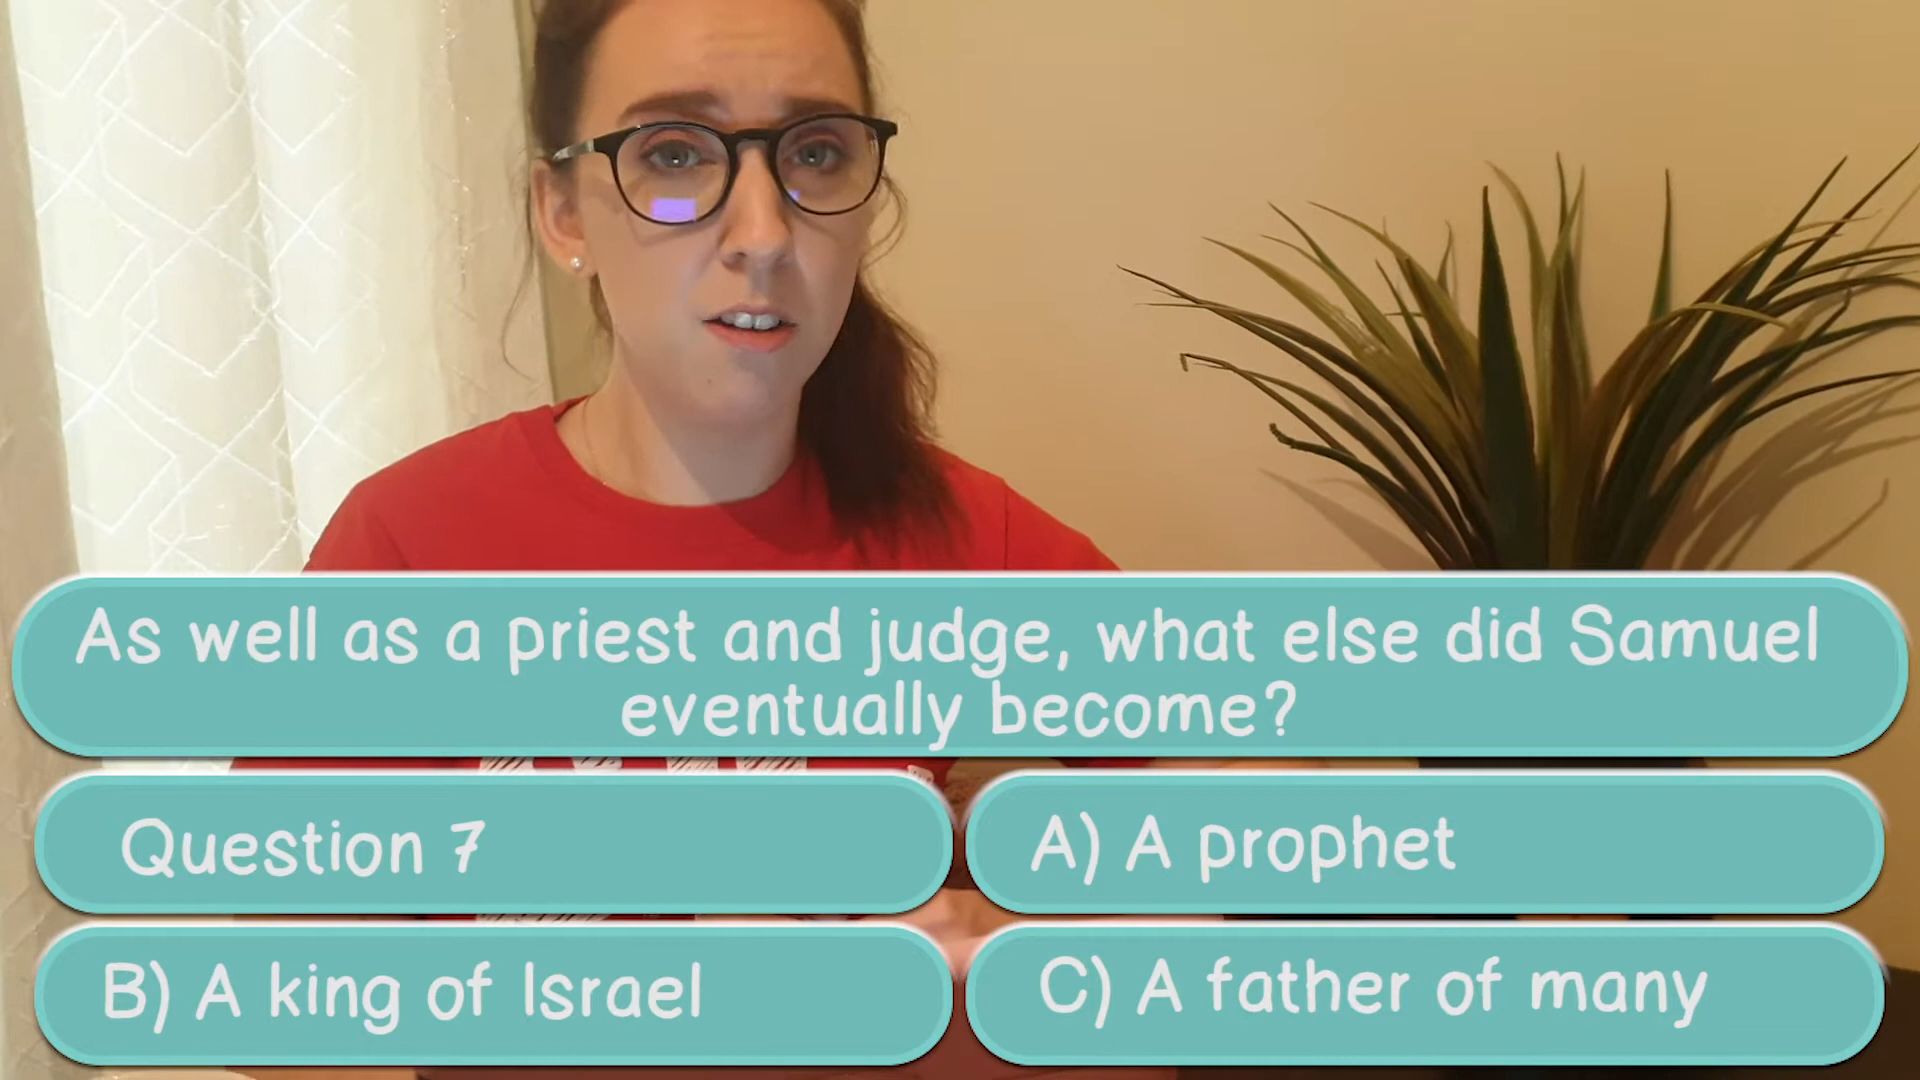 As well as a priest and judge, what else did Samuel
eventually become?
Question 7
A) A prophet
B) A king of Israel
C) A father of many